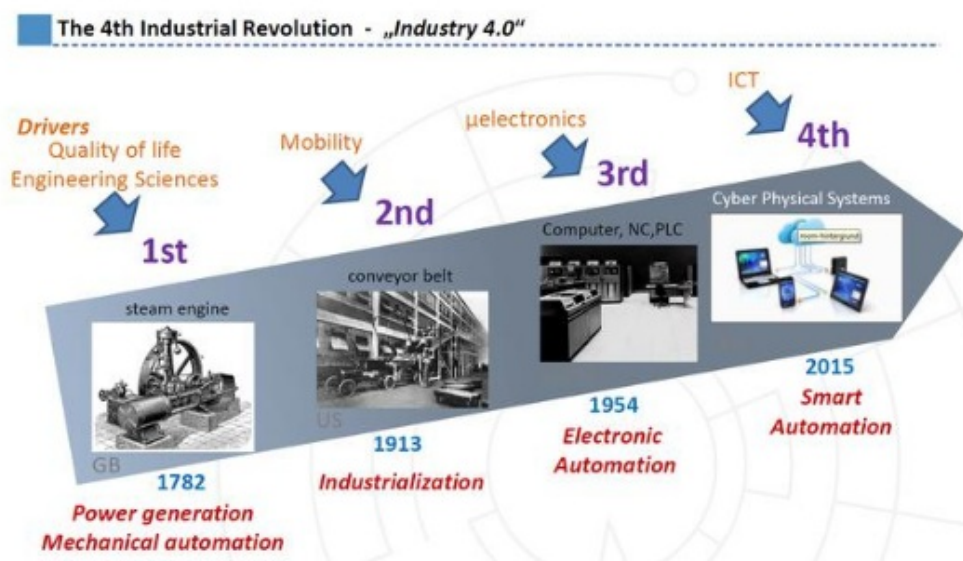 The 4th Industrial Revolution - „Industry 4.0“
Drivers
Quality of life
Engineering Sciences
1st
steam engine
GB
1782
Power generation
Mechanical automation
Mobility
2nd
conveyor belt
US
1913
Industrialization
µelectronics
3rd
Computer, NC,PLC
1954
Electronic
Automation
ICT
4th
Cyber Physical Systems
2015
Smart
Automation